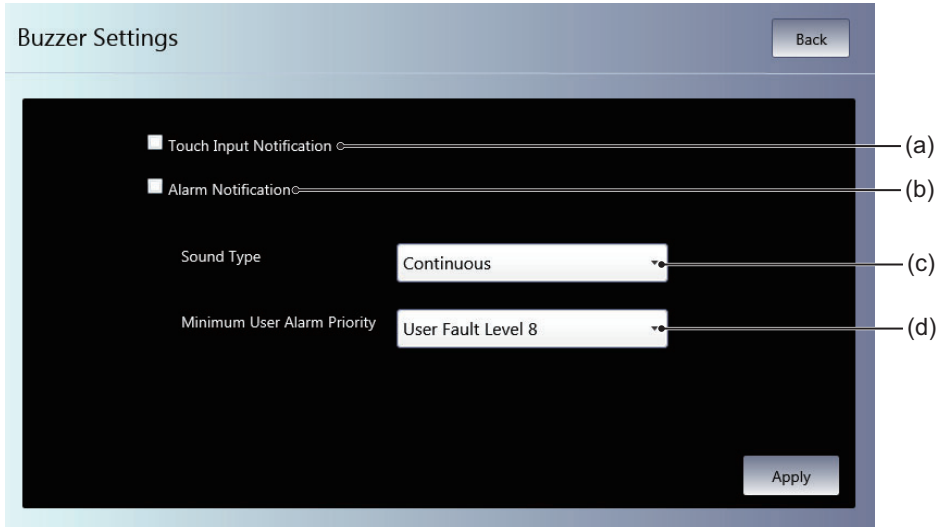 Buzzer Settings
Back
Touch Input Notification
(a)
Alarm Notification
(b)
Sound Type
Continuous
(c)
Minimum User Alarm Priority
User Fault Level 8
(d)
Apply